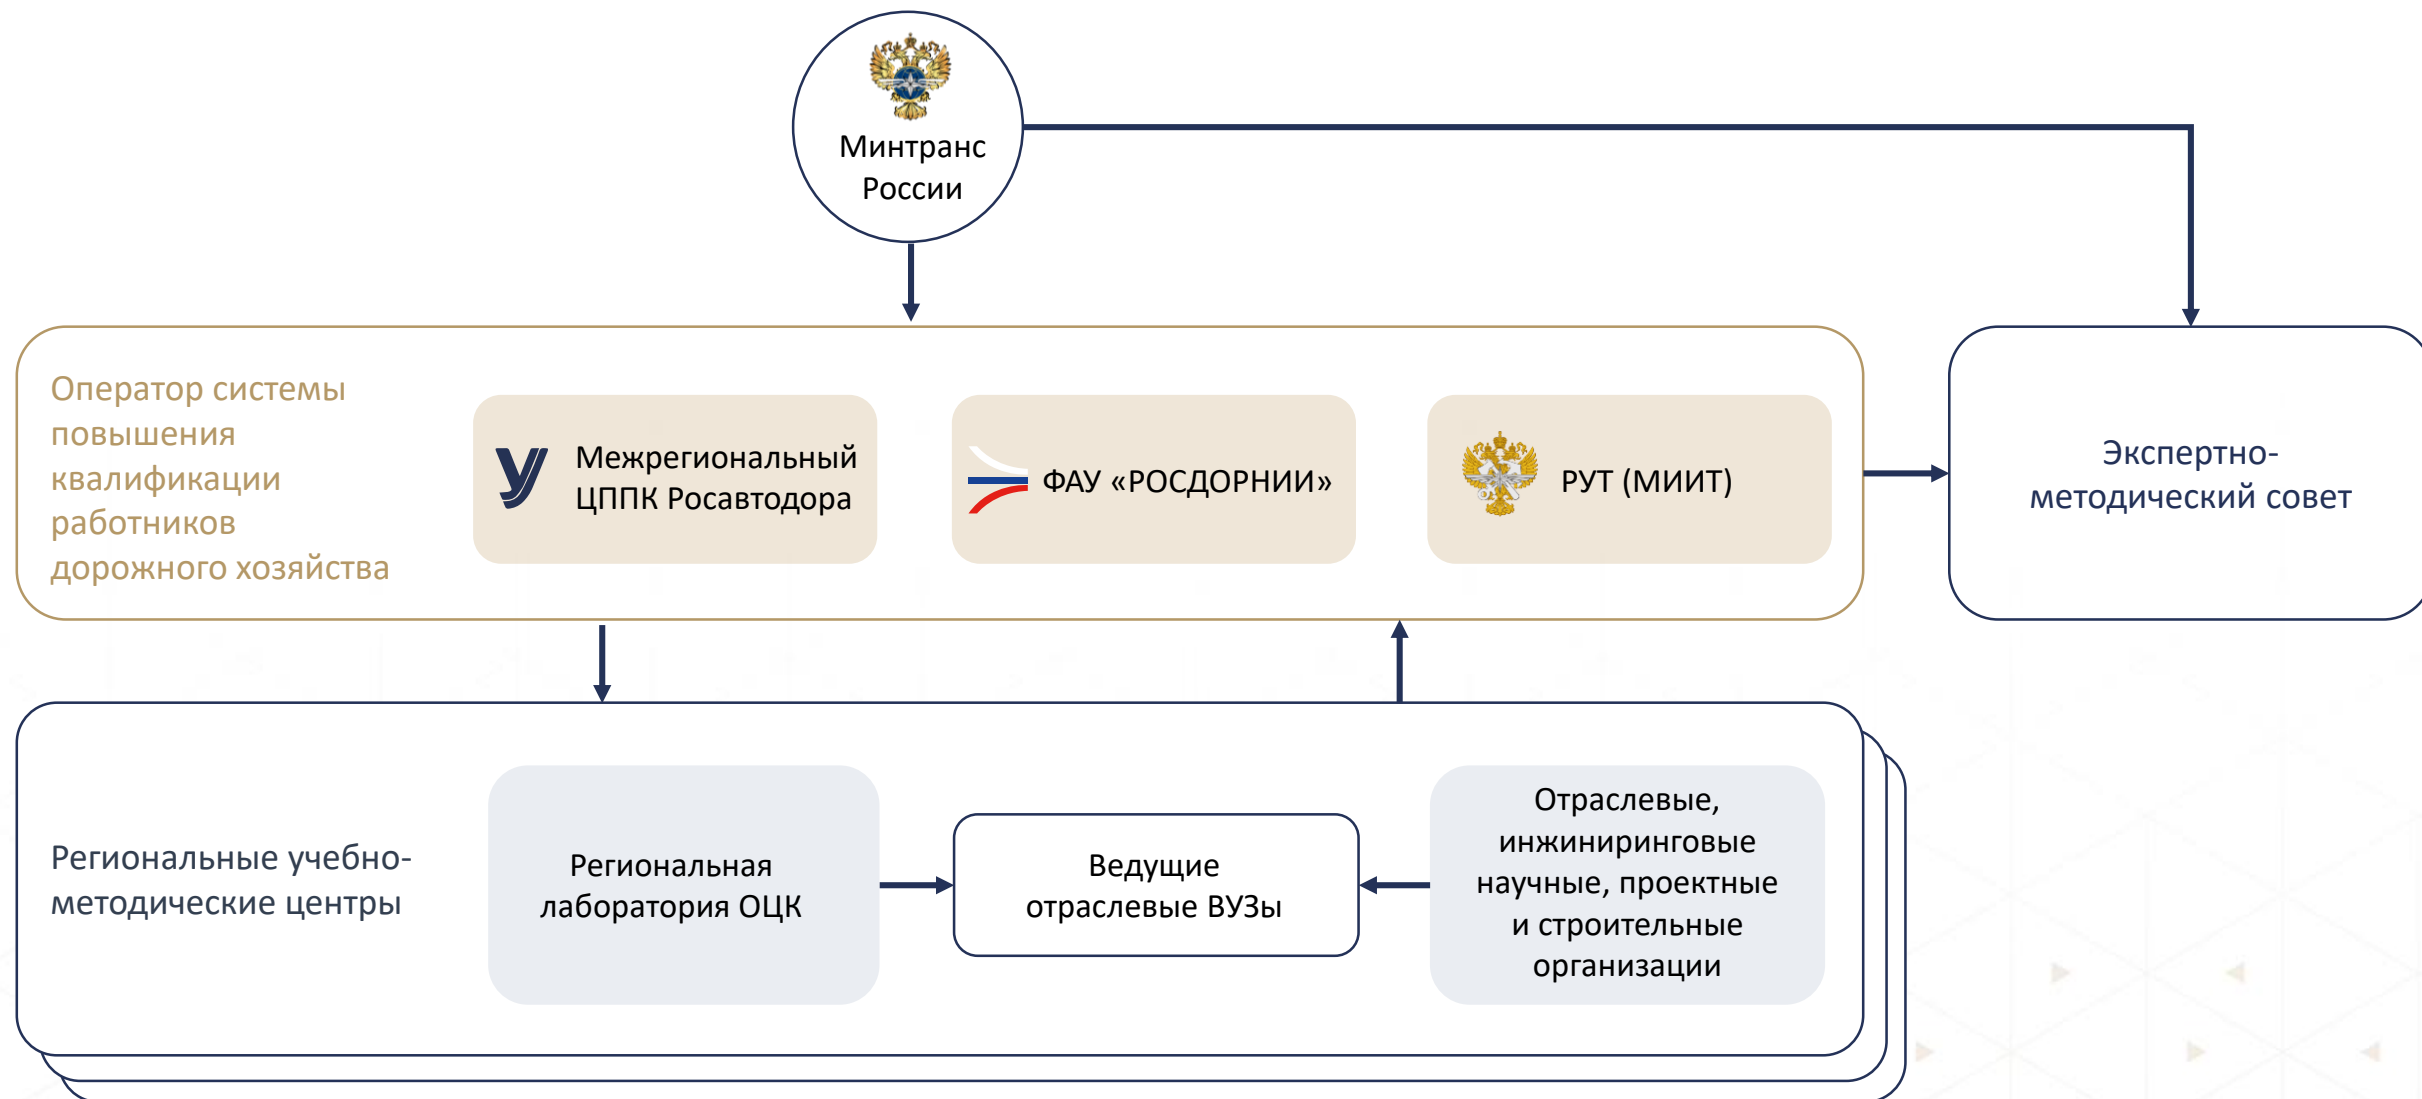 Минтранс
России
Оператор системы
повышения
квалификации
работников
дорожного хозяйства
Межрегиональный
ЦППК Росавтодора
ФАУ «РОСДОРНИИ»
РУТ (МИИТ)
Экспертно-
методический совет
Региональные учебно-
методические центры
Региональная
лаборатория ОЦК
Ведущие
отраслевые ВУЗы
Отраслевые,
инжиниринговые
научные, проектные
и строительные
организации